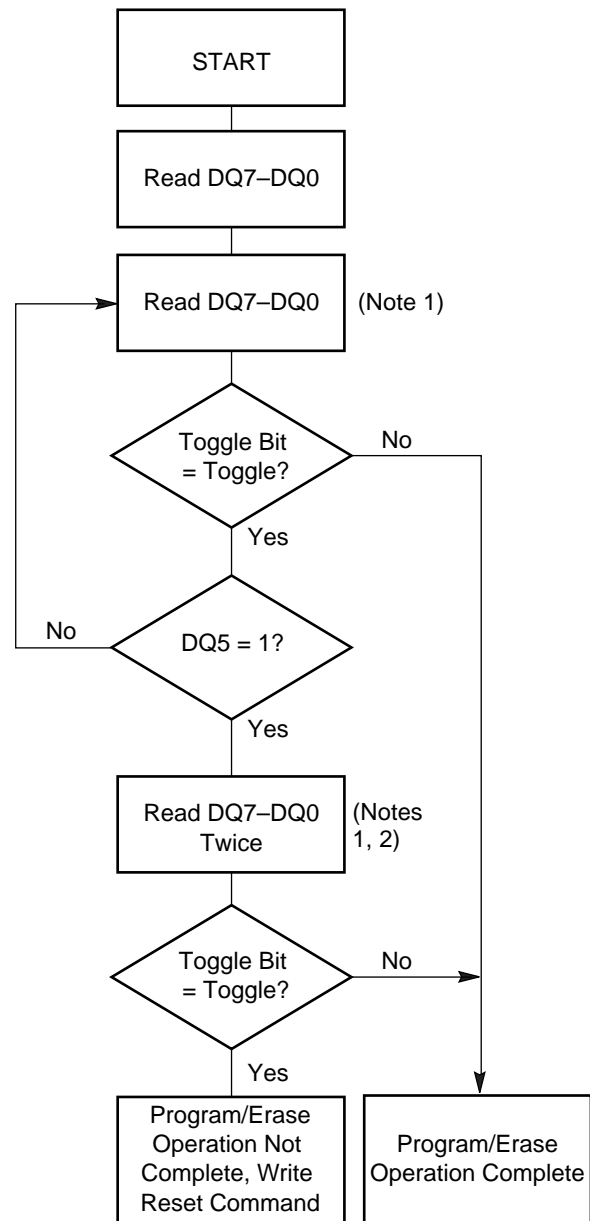 START
Read DQ7–DQ0
Read DQ7–DQ0
(Note 1)
Toggle Bit
= Toggle?
No
Yes
No
DQ5 = 1?
Yes
Read DQ7–DQ0
Twice
(Notes
1, 2)
Toggle Bit
= Toggle?
No
Yes
Program/Erase
Operation Not
Complete, Write
Reset Command
Program/Erase
Operation Complete